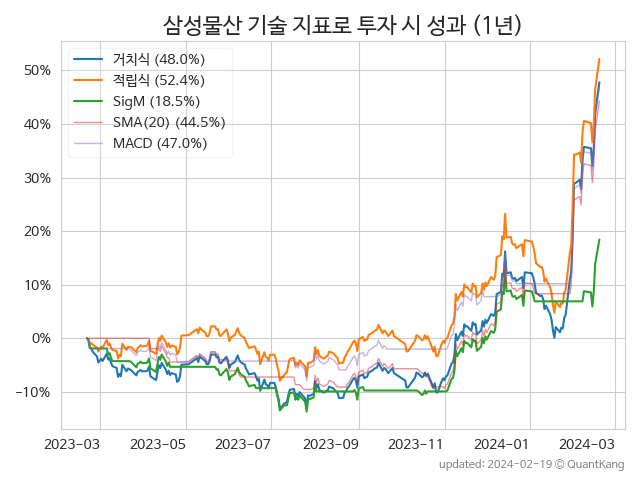 삼성물산 기술 지표로 투자 시 성과 (1년)
거치식 (48.0%)
적립식 (52.4%)
SigM (18.5%)
SMA(20) (44.5%)
MACD (47.0%)
50%
40%
30%
20%
10%
0%
−10%
2023-03 2023-05 2023-07 2023-09 2023-11 2024-01 2024-03
updated: 2024-02-19 © QuantKang